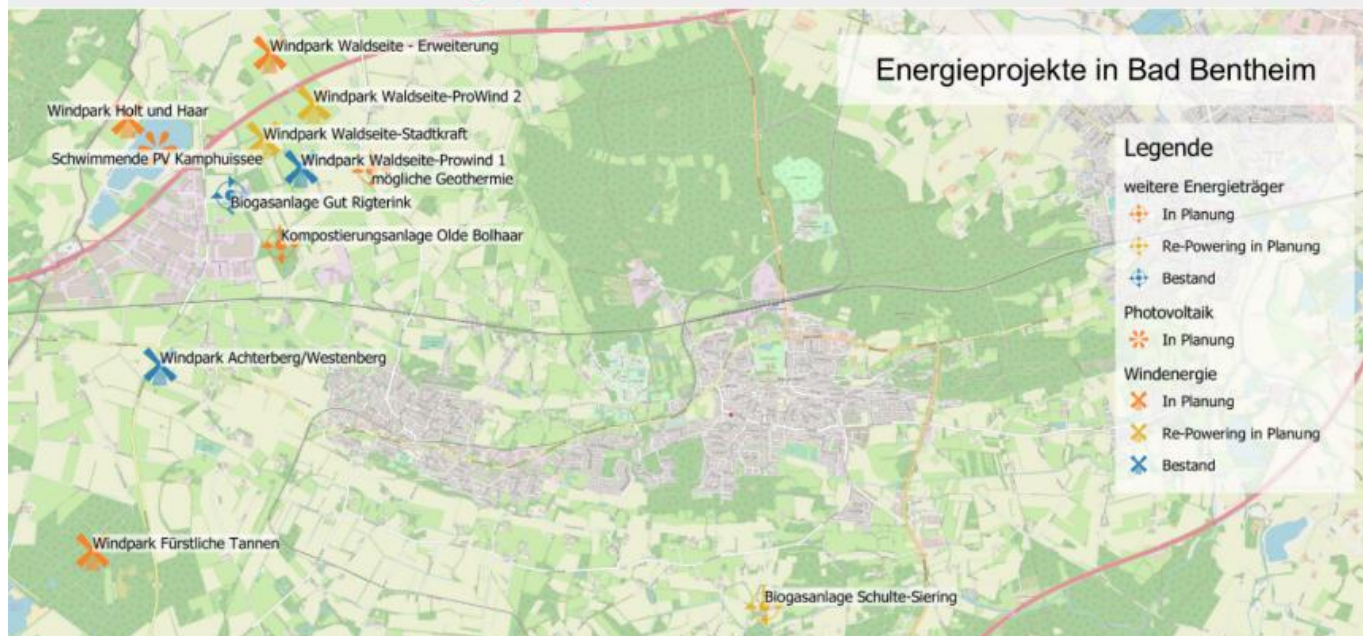 Energieprojekte in Bad Bentheim
Windpark Waldseite - Erweiterung
Windpark Waldseite-ProWind 2
Windpark Holt und Haar
Windpark Waldseite-Stadtkraft
Schwimmende PV Kamphuissee
Windpark Waldseite-Prowind 1
mögliche Geothermie
Biogasanlage Gut Rigterink
Kompostierungsanlage Olde Bolhaar
Windpark Achterberg/Westenberg
Windpark Fürstliche Tannen
Biogasanlage Schulte-Siering
Legende
weitere Energieträger
In Planung
Re-Powering in Planung
Bestand
Photovoltaik
In Planung
Windenergie
In Planung
Re-Powering in Planung
Bestand